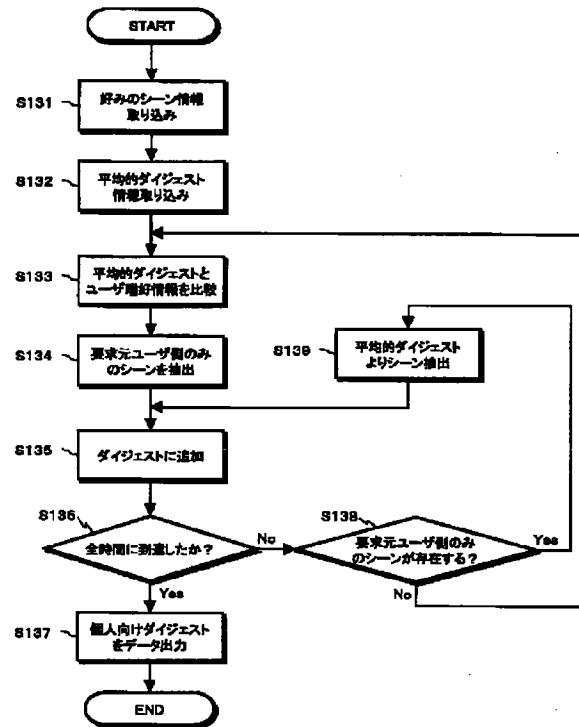 START
S131
好みのシーン情報
取り込み
S132
平均的ダイジェスト
情報取り込み
S133
平均的ダイジェストと
ユーザ嗜好情報を比較
S134
要求元ユーザ側のみ
のシーンを抽出
S139
平均的ダイジェスト
よりシーン抽出
S135
ダイジェストに追加
S136
全時間に到達したか？
No
Yes
S138
要求元ユーザ側のみ
のシーンが存在する？
Yes
No
S137
個人向けダイジェスト
をデータ出力
END